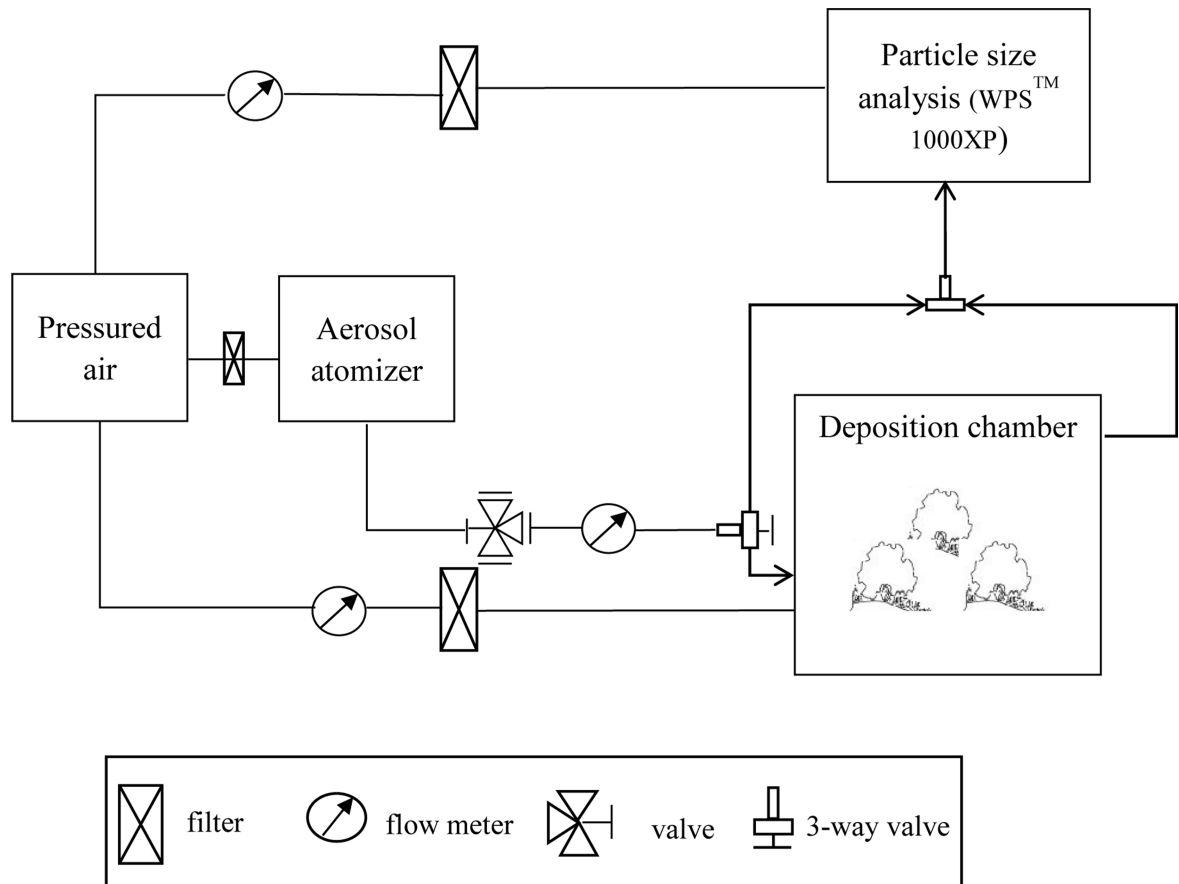 Particle size
analysis (WPS™
1000XP)
Pressured
air
Aerosol
atomizer
Deposition chamber
filter
flow meter
valve
3-way valve